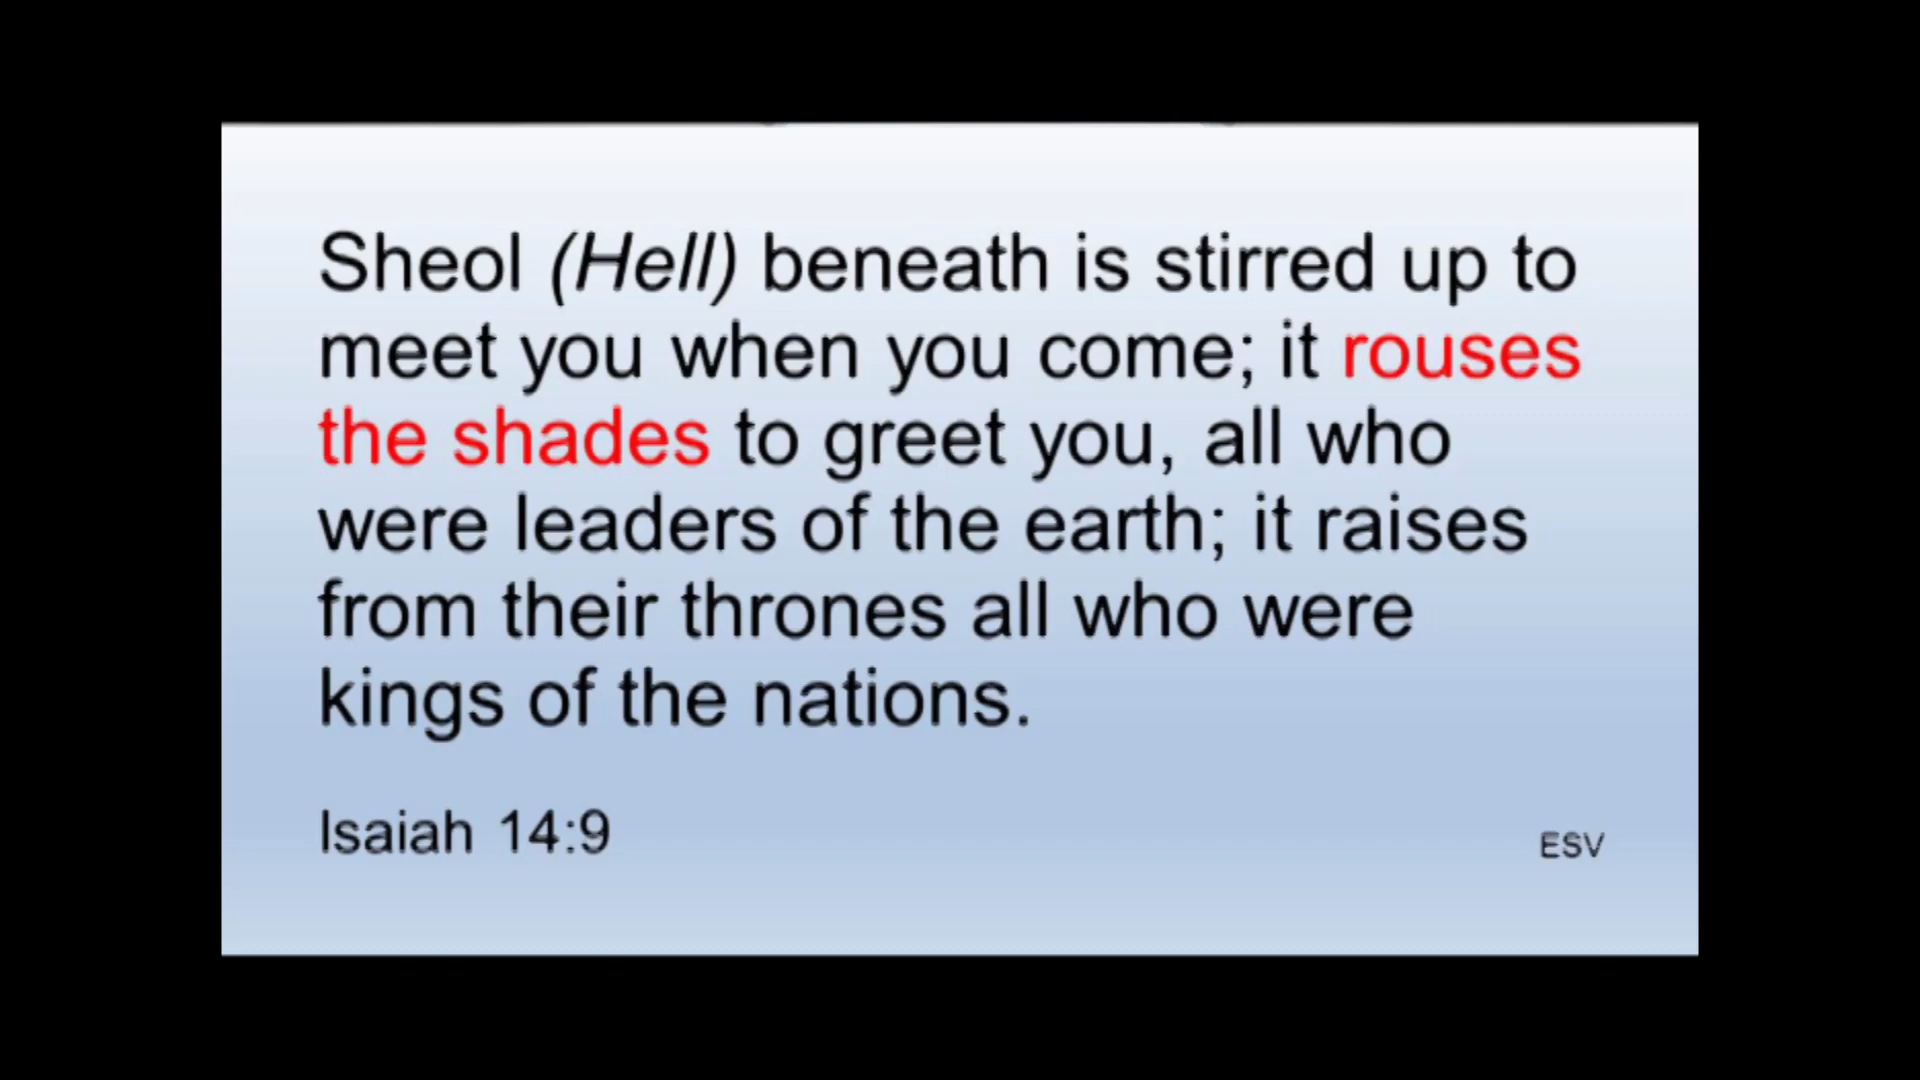 Sheol (Hell) beneath is stirred up to
meet you when you come; it rouses
the shades to greet you, all who
were leaders of the earth; it raises
from their thrones all who were
kings of the nations.
Isaiah 14:9
ESV